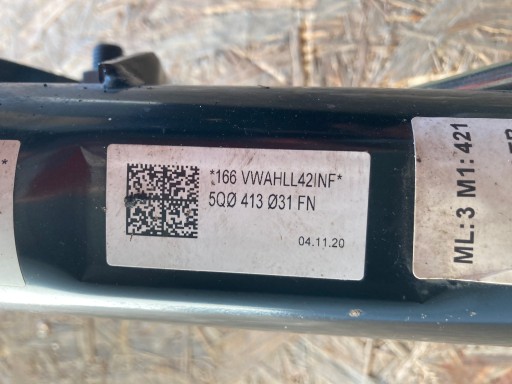 *166 VWAHLL42INF*
5QØ 413 Ø31 FN
04.11.20
ML: 3 M1: 421